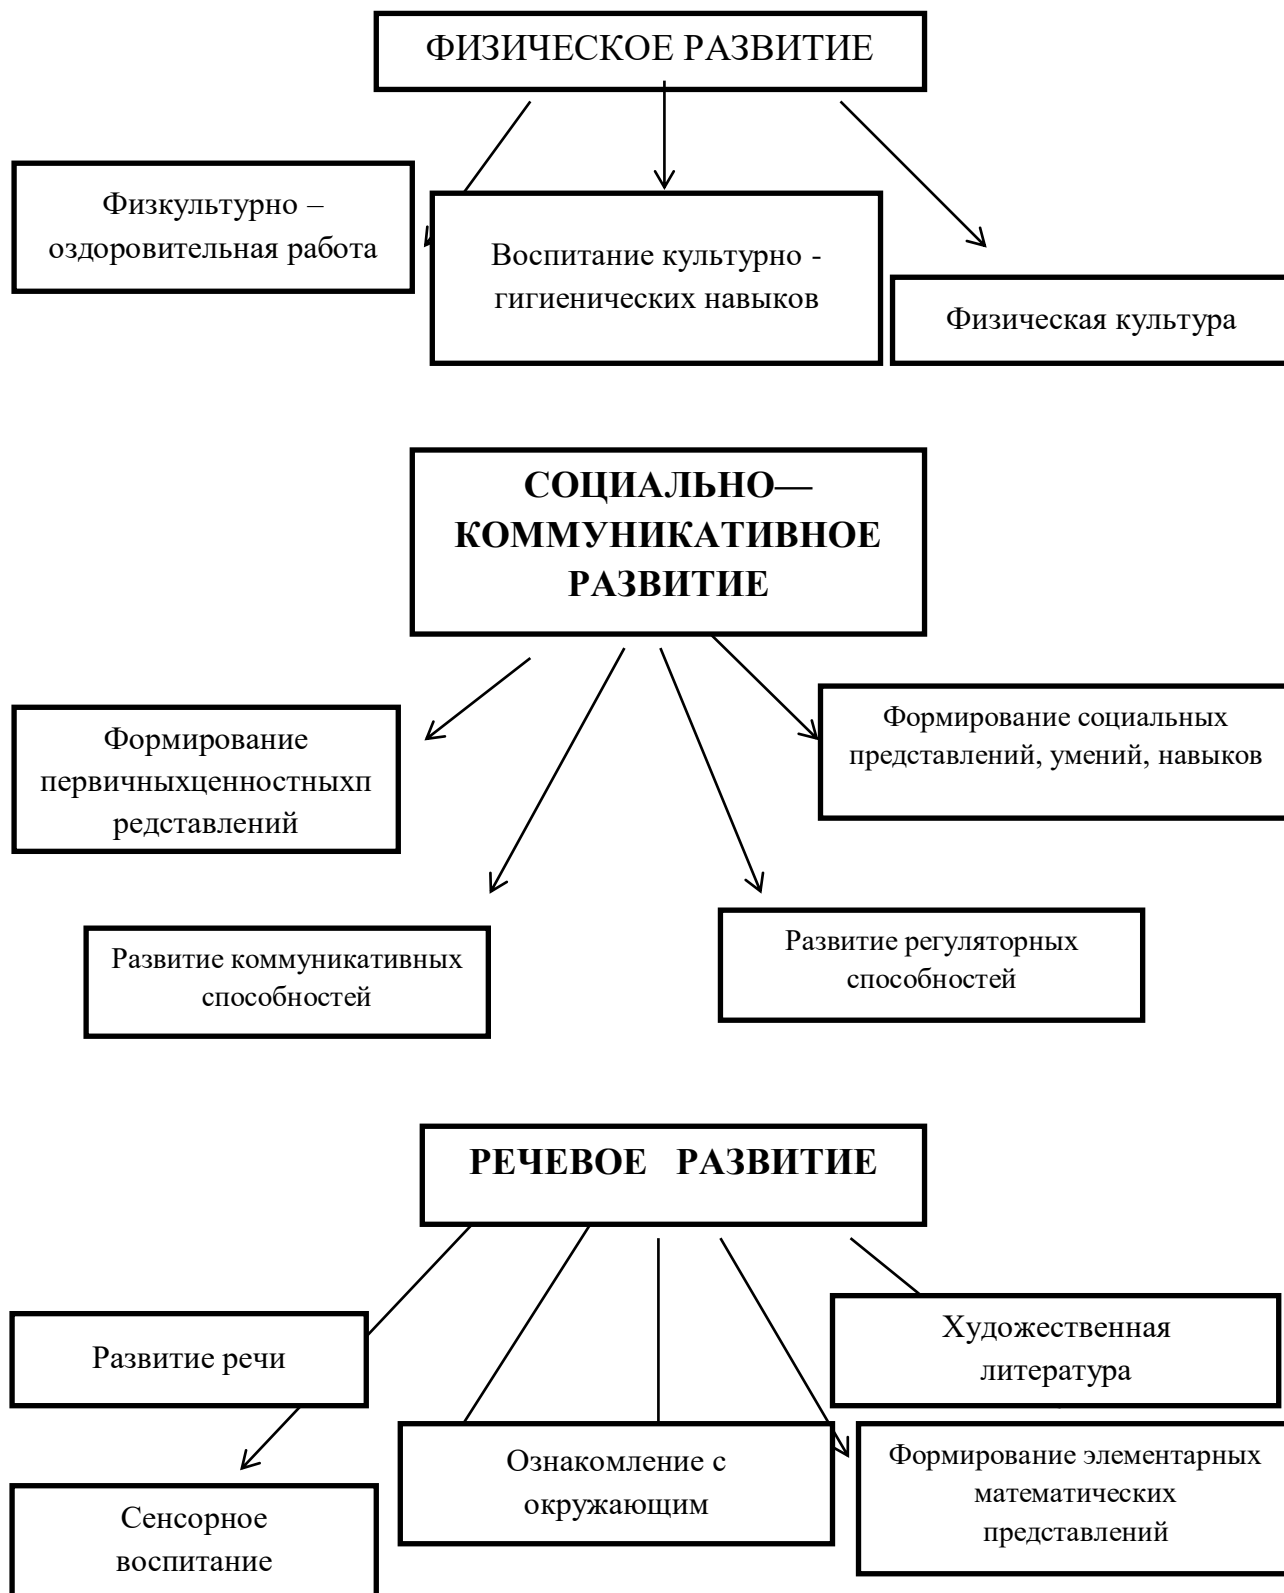 ФИЗИЧЕСКОЕ РАЗВИТИЕ
Физкультурно –
оздоровительная работа
Воспитание культурно -
гигиенических навыков
Физическая культура
СОЦИАЛЬНО—
КОММУНИКАТИВНОЕ
РАЗВИТИЕ
Формирование
первичныхценностныхп
редставлений
Формирование социальных
представлений, умений, навыков
Развитие коммуникативных
способностей
Развитие регуляторных
способностей
РЕЧЕВОЕ РАЗВИТИЕ
Развитие речи
Художественная
литература
Сенсорное
воспитание
Ознакомление с
окружающим
Формирование элементарных
математических
представлений